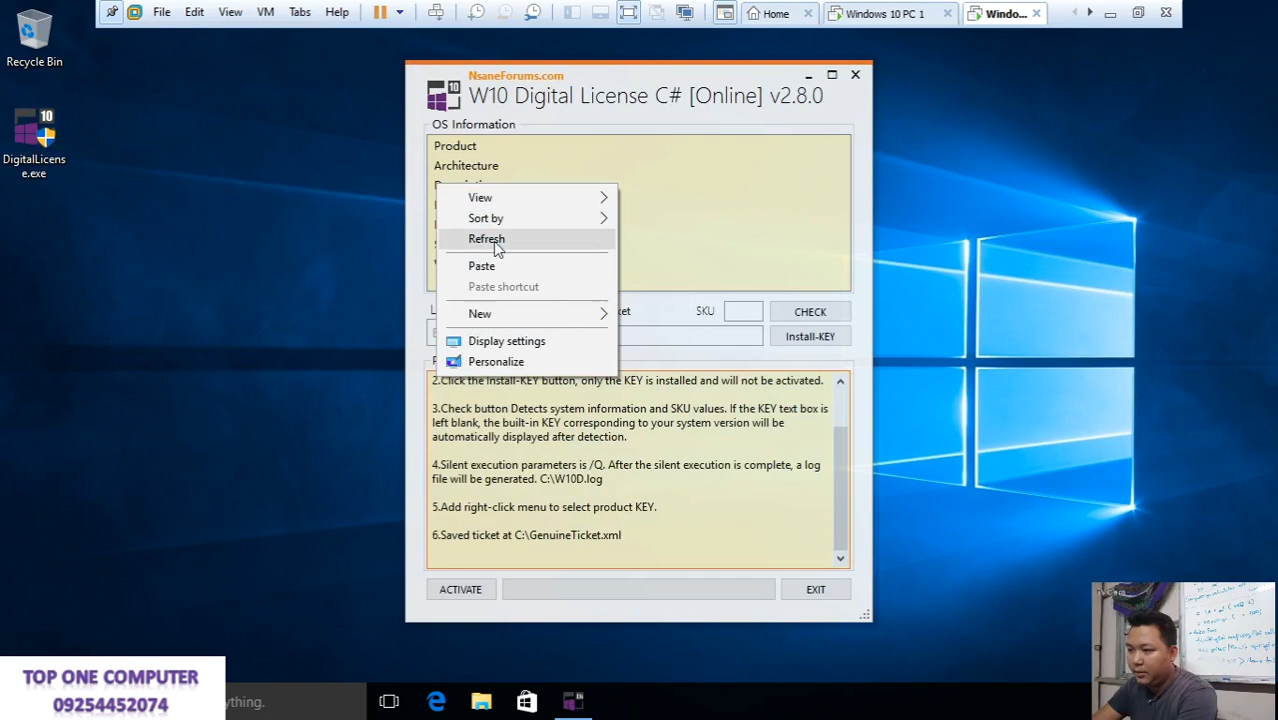 File Edit View VM Tabs Help
Home
Windows 10 PC 1
Windo...
Recycle Bin
10
DigitalLicens
e.exe
NsaneForums.com
10
W10 Digital License C# [Online] v2.8.0
OS Information
Product
Architecture
View
Sort by
Refresh
Paste
Paste shortcut
New
Display settings
Personalize
SKU
CHECK
Install-KEY
2.Click the Install-KEY button, only the KEY is installed and will not be activated.
3.Check button Detects system information and SKU values. If the KEY text box is
left blank, the built-in KEY corresponding to your system version will be
automatically displayed after detection.
4.Silent execution parameters is /Q. After the silent execution is complete, a log
file will be generated. C:\W10D.log
5.Add right-click menu to select product KEY.
6.Saved ticket at C:\GenuineTicket.xml
ACTIVATE
EXIT
TOP ONE COMPUTER
09254452074
ything.